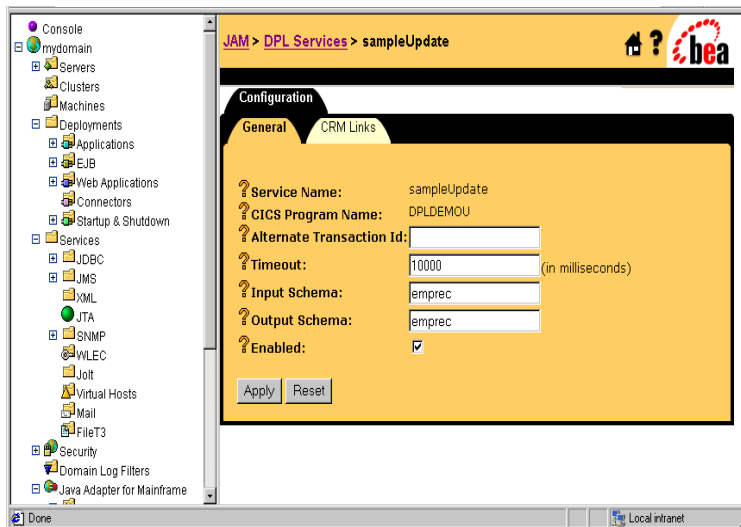 Console
mydomain
Servers
Clusters
Machines
Deployments
Applications
EJB
Web Applications
Connectors
Startup & Shutdown
Services
JDBC
JMS
XML
JTA
SNMP
WLEC
Jolt
Virtual Hosts
Mail
FileT3
Security
Domain Log Filters
Java Adapter for Mainframe
JAM > DPL Services > sampleUpdate
? bea
Configuration
General CRM Links
? Service Name: sampleUpdate
? CICS Program Name: DPLDEMOU
? Alternate Transaction Id:
? Timeout: 10000 (in milliseconds)
? Input Schema: emprec
? Output Schema: emprec
? Enabled:
Apply Reset
Done Local intranet